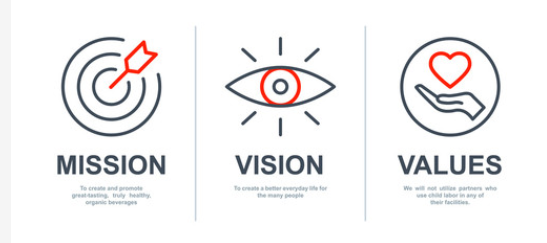 MISSION
To create and promote
great-tasting, truly healthy,
organic beverages
VISION
To create a better everyday life for
the many people
VALUES
We will not utilize partners who
use child labor in any of
their facilities.